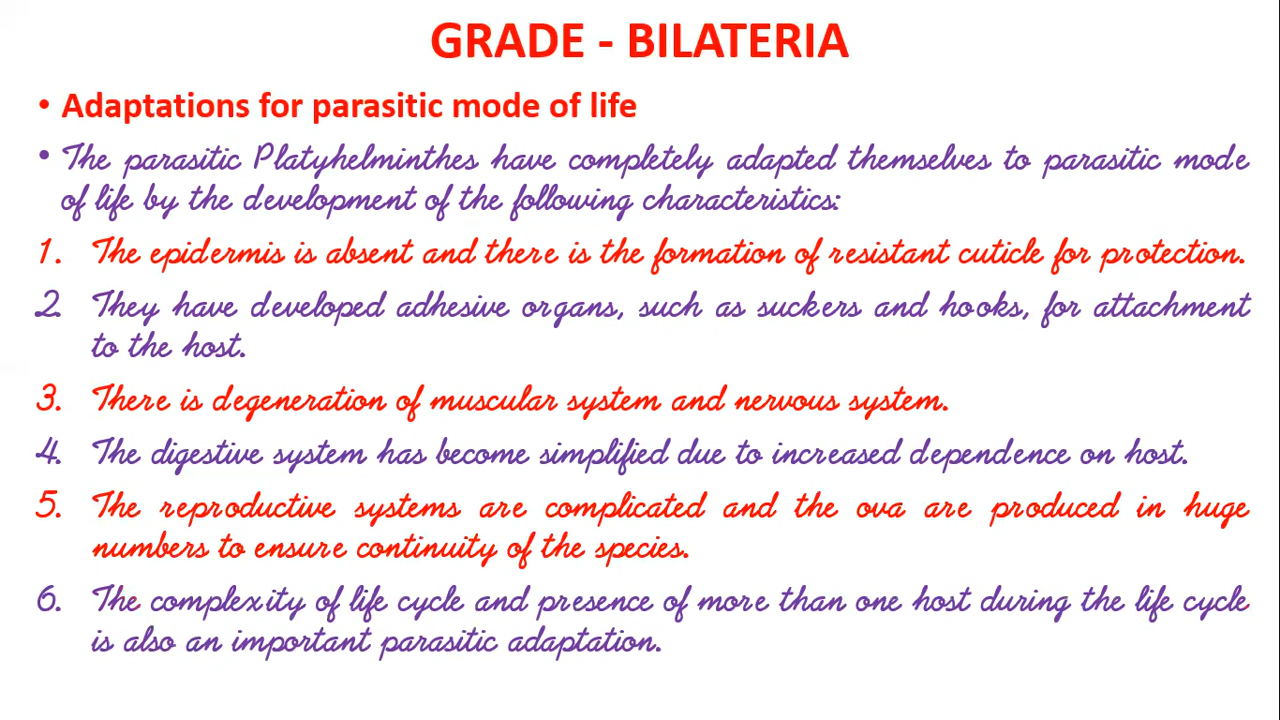 GRADE - BILATERIA
• Adaptations for parasitic mode of life
• The parasitic Platyhelminthes have completely adapted themselves to parasitic mode
of life by the development of the following characteristics:
1. The epidermis is absent and there is the formation of resistant cuticle for protection.
2. They have developed adhesive organs, such as suckers and hooks, for attachment
to the host.
3. There is degeneration of muscular system and nervous system.
4. The digestive system has become simplified due to increased dependence on host.
5. The reproductive systems are complicated and the ova are produced in huge
numbers to ensure continuity of the species.
6. The complexity of life cycle and presence of more than one host during the life cycle
is also an important parasitic adaptation.